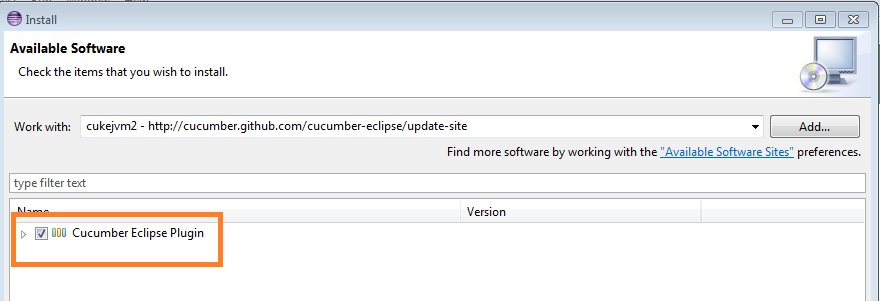 Install
Available Software
Check the items that you wish to install.
Work with: cukejvm2 - http://cucumber.github.com/cucumber-eclipse/update-site Add...
Find more software by working with the "Available Software Sites" preferences.
type filter text
Name Version
Cucumber Eclipse Plugin